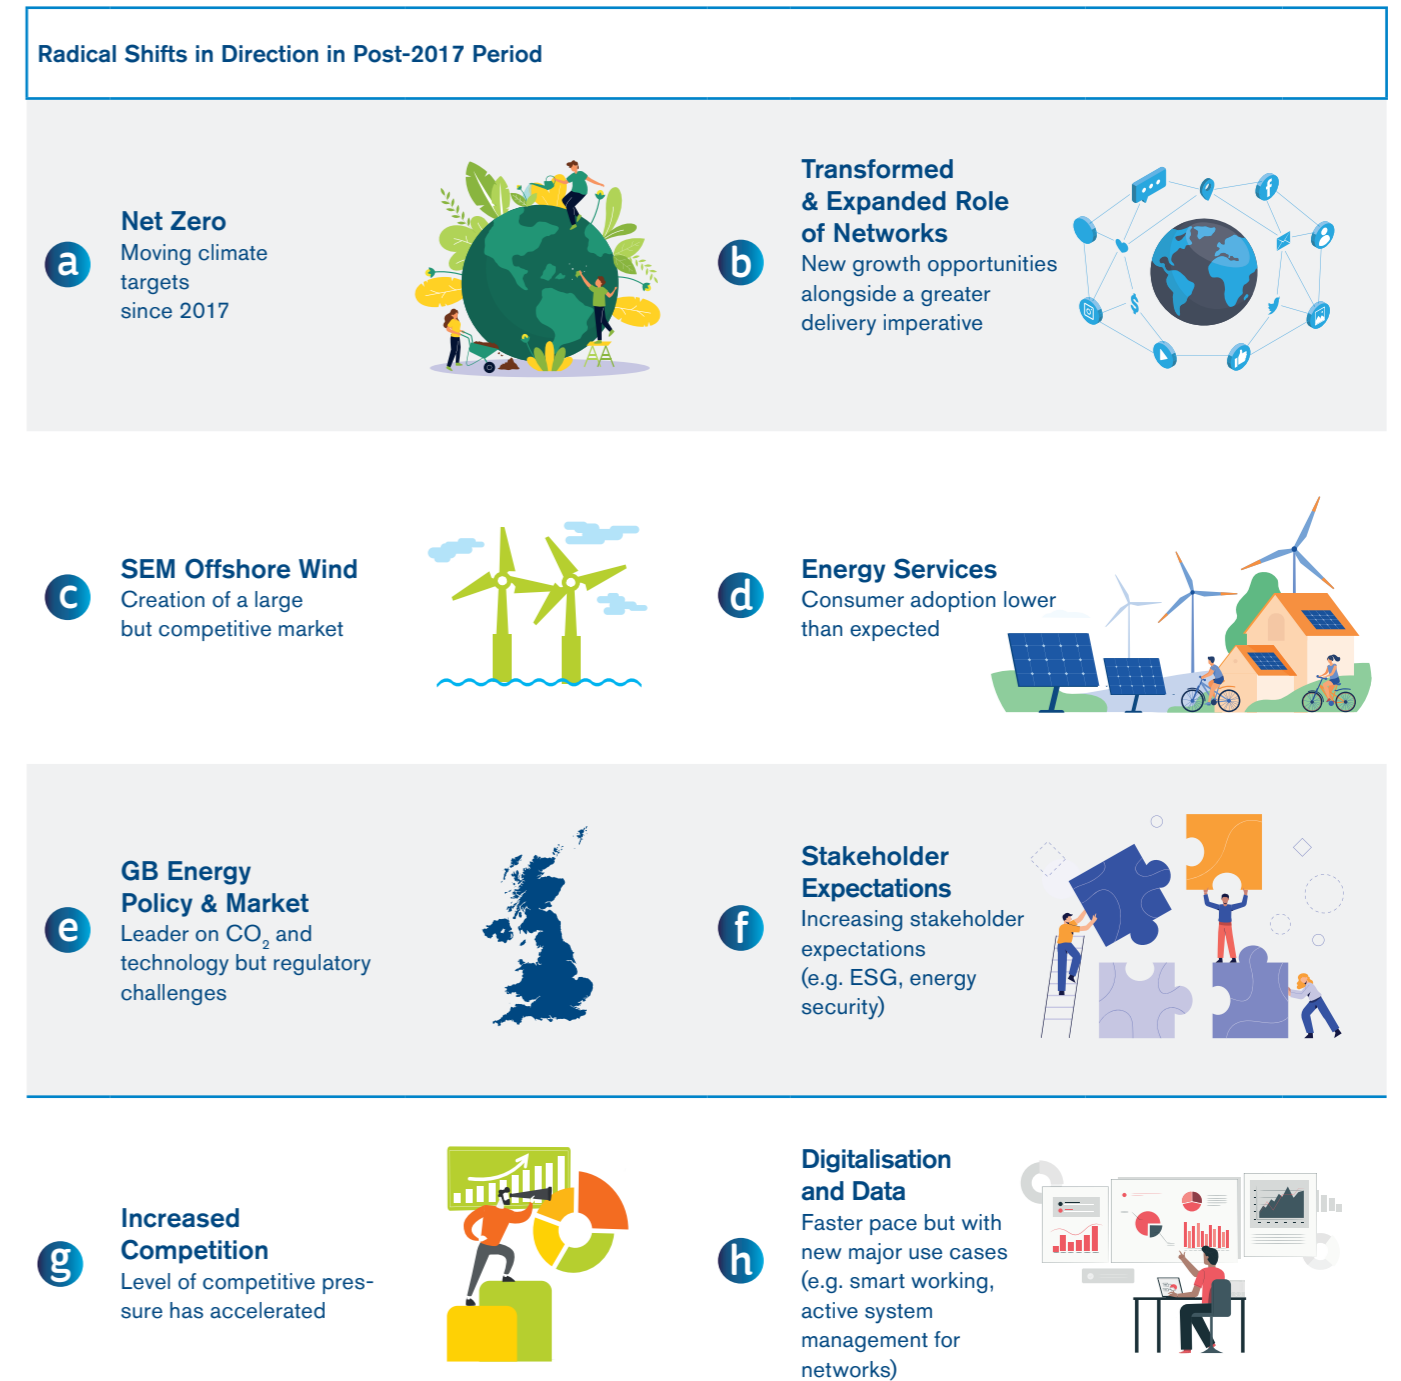 Radical Shifts in Direction in Post-2017 Period
a
Net Zero
Moving climate
targets
since 2017
b
Transformed
& Expanded Role
of Networks
New growth opportunities
alongside a greater
delivery imperative
c
SEM Offshore Wind
Creation of a large
but competitive market
d
Energy Services
Consumer adoption lower
than expected
e
GB Energy
Policy & Market
Leader on CO₂ and
technology but regulatory
challenges
f
Stakeholder
Expectations
Increasing stakeholder
expectations
(e.g. ESG, energy
security)
g
Increased
Competition
Level of competitive pres-
sure has accelerated
h
Digitalisation
and Data
Faster pace but with
new major use cases
(e.g. smart working,
active system
management for
networks)